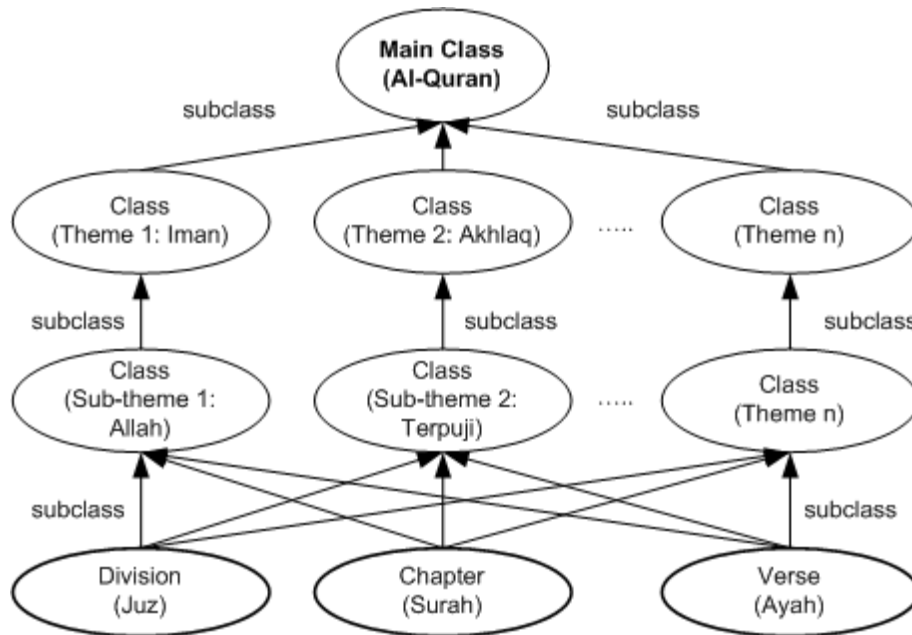 Main Class
(Al-Quran)
subclass
subclass
Class
(Theme 1: Iman)
Class
(Theme 2: Akhlaq)
.....
Class
(Theme n)
subclass
subclass
subclass
Class
(Sub-theme 1:
Allah)
Class
(Sub-theme 2:
Terpuji)
.....
Class
(Theme n)
subclass
subclass
Division
(Juz)
Chapter
(Surah)
Verse
(Ayah)